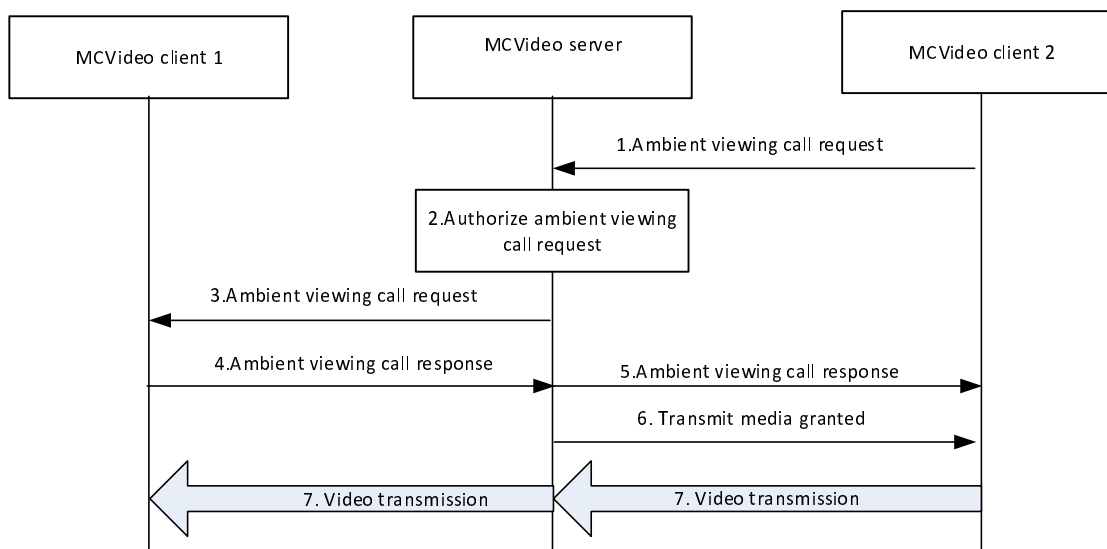 MCVideo client 1
MCVideo server
MCVideo client 2
1.Ambient viewing call request
2.Authorize ambient viewing
call request
3.Ambient viewing call request
4.Ambient viewing call response
5.Ambient viewing call response
6. Transmit media granted
7. Video transmission
7. Video transmission